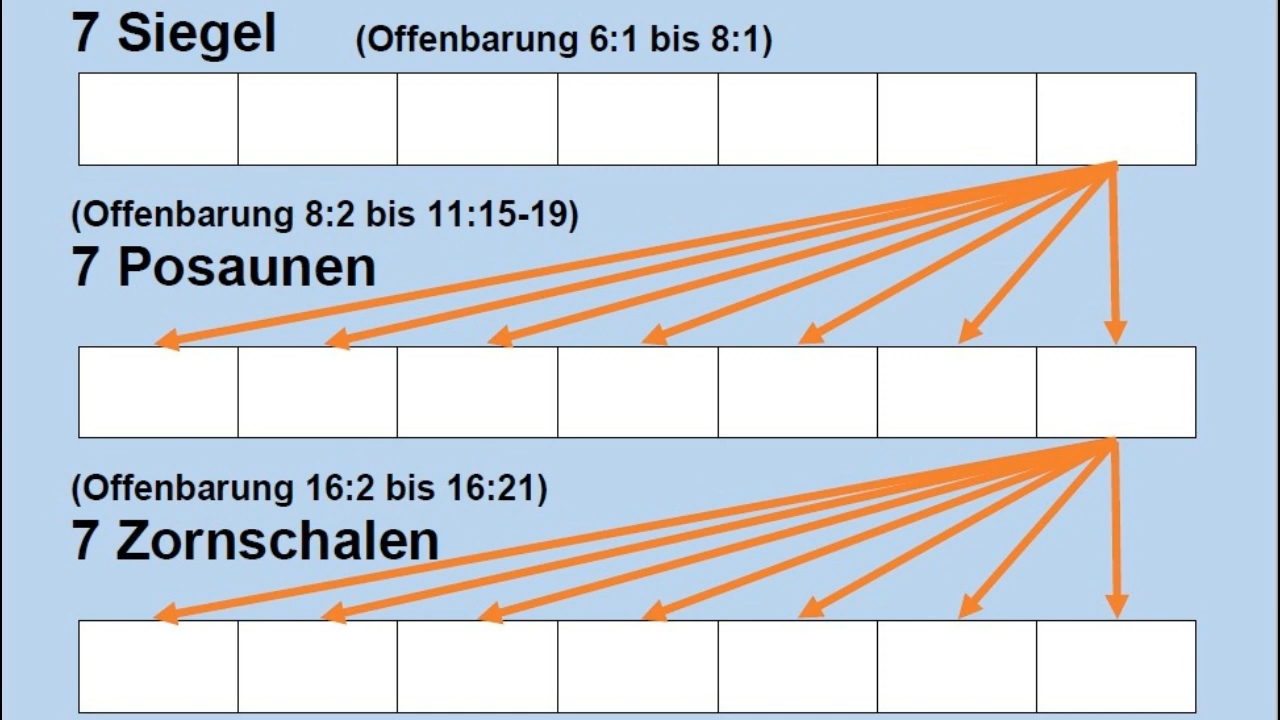 7 Siegel (Offenbarung 6:1 bis 8:1)
(Offenbarung 8:2 bis 11:15-19)
7 Posaunen
(Offenbarung 16:2 bis 16:21)
7 Zornschalen